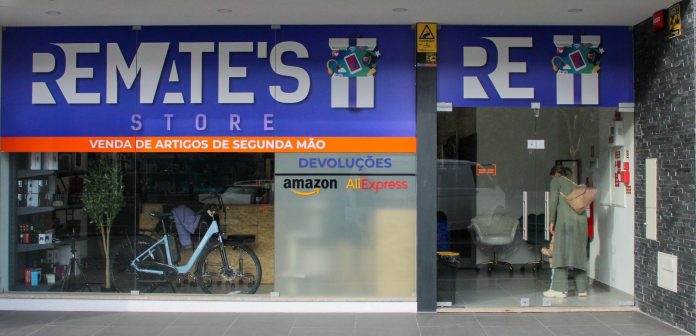 REMATE'S
STORE
VENDA DE ARTIGOS DE SEGUNDA MÃO
DEVOLUÇÕES
amazon AliExpress
RE